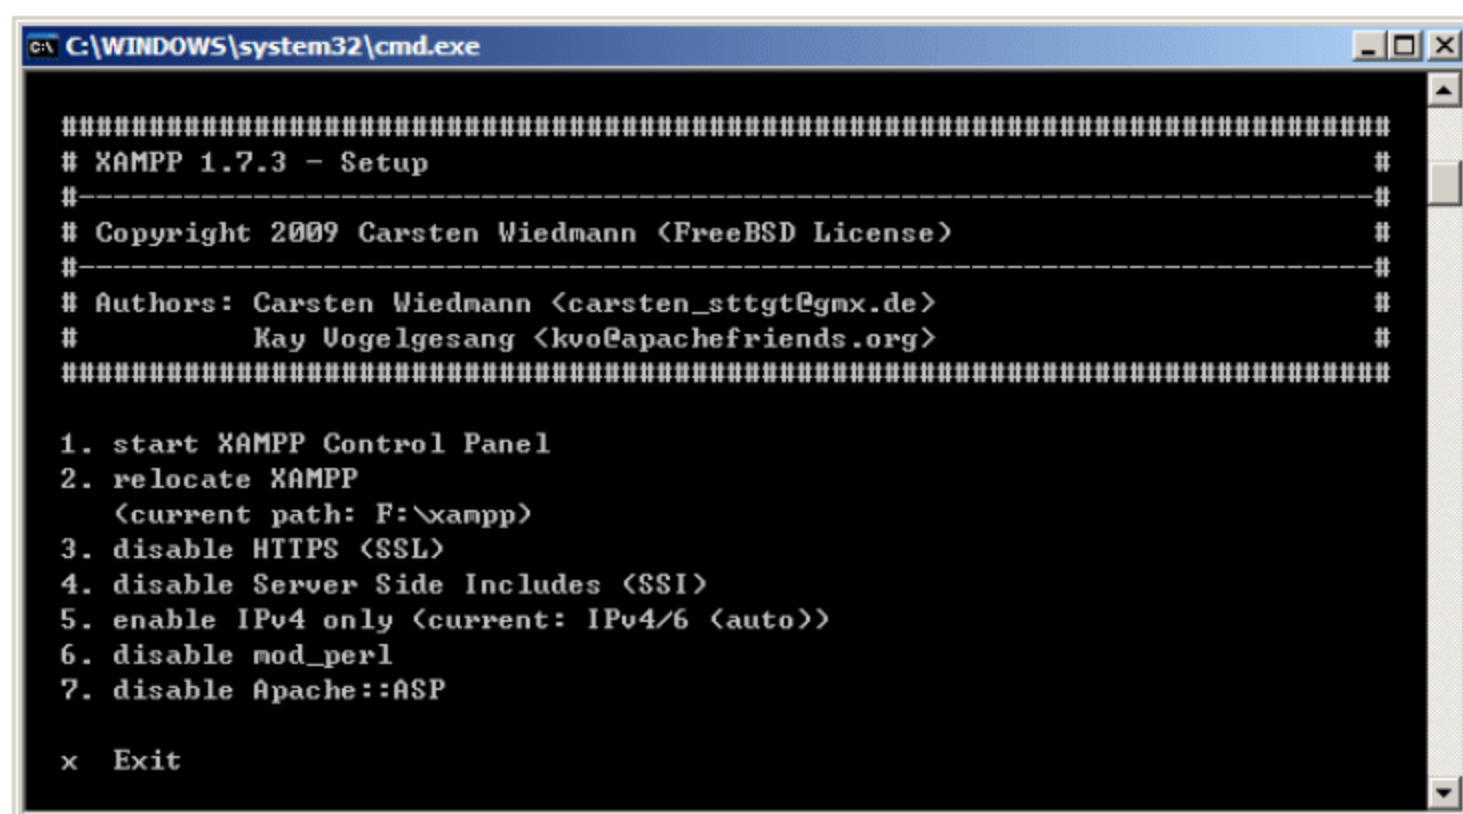 C:\WINDOWS\system32\cmd.exe
############################################################################
# XAMPP 1.7.3 - Setup #
#--------------------------------------------------------------------------#
# Copyright 2009 Carsten Wiedmann (FreeBSD License) #
#--------------------------------------------------------------------------#
# Authors: Carsten Wiedmann <carsten_sttgt@gmx.de> #
# Kay Vogelgesang <kvo@apachefriends.org> #
############################################################################
1. start XAMPP Control Panel
2. relocate XAMPP
(current path: F:\xampp)
3. disable HTTPS (SSL)
4. disable Server Side Includes (SSI)
5. enable IPv4 only (current: IPv4/6 (auto))
6. disable mod_perl
7. disable Apache::ASP
x Exit